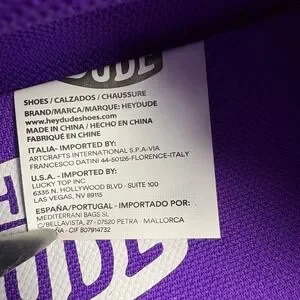 DUDE
SHOES / CALZADOS / CHAUSSURE
BRAND/MARCA/MARQUE: HEYDUDE
www.heydudeshoes.com
MADE IN CHINA / HECHO EN CHINA
FABRIQUÉ EN CHINE
ITALIA- IMPORTED BY:
ARTCRAFTS INTERNATIONAL S.P.A-VIA
FRANCESCO DATINI 44-50126-FLORENCE-ITALY
U.S.A. - IMPORTED BY:
LUCKY TOP INC
6335 N. HOLLYWOOD BLVD - SUITE 100
LAS VEGAS, NV 89115
ESPAÑA/PORTUGAL - IMPORTADO POR:
MEDITERRANI BAGS SL
C/BELLAVISTA, 27-07520 PETRA - MALLORCA
CIF B07914732
UDE